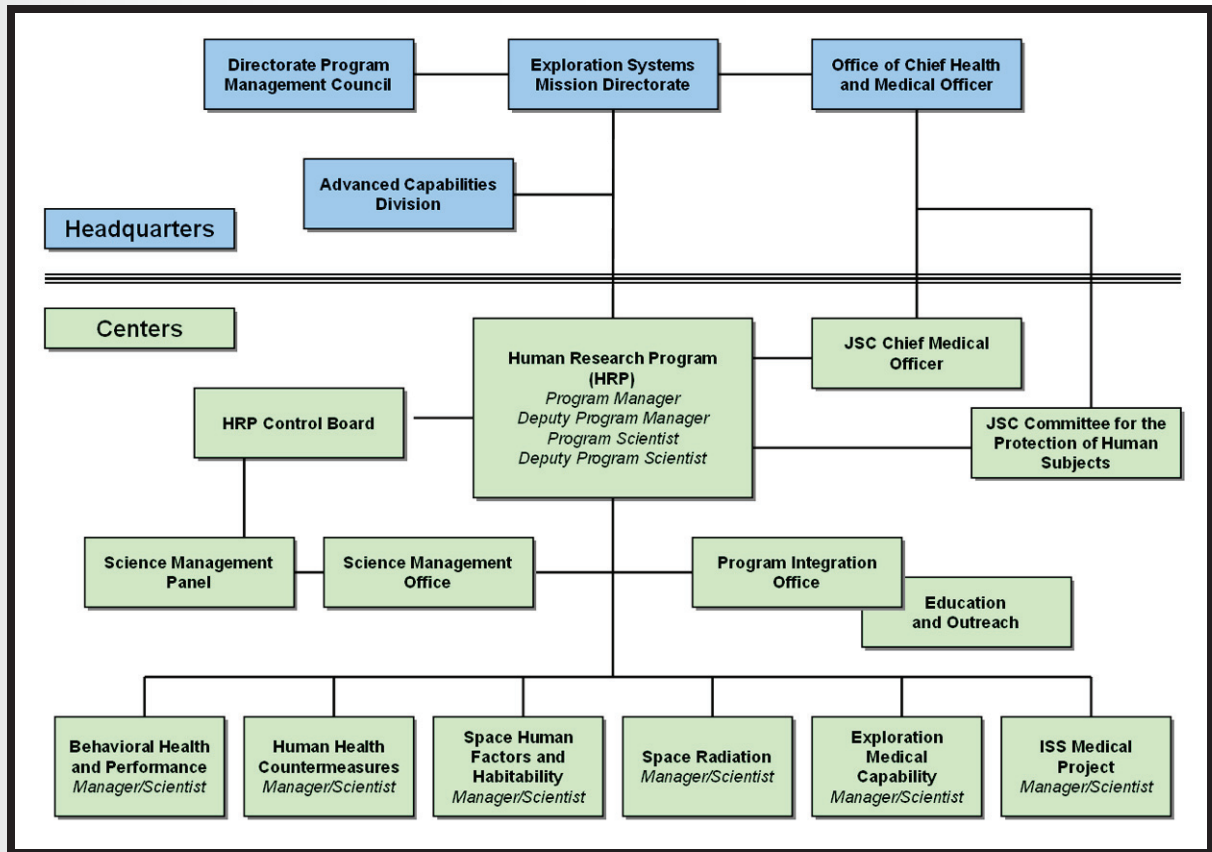 Directorate Program
Management Council
Exploration Systems
Mission Directorate
Office of Chief Health
and Medical Officer
Advanced Capabilities
Division
Headquarters
Centers
Human Research Program
(HRP)
Program Manager
Deputy Program Manager
Program Scientist
Deputy Program Scientist
JSC Chief Medical
Officer
HRP Control Board
JSC Committee for the
Protection of Human
Subjects
Science Management
Panel
Science Management
Office
Program Integration
Office
Education
and Outreach
Behavioral Health
and Performance
Manager/Scientist
Human Health
Countermeasures
Manager/Scientist
Space Human
Factors and
Habitability
Manager/Scientist
Space Radiation
Manager/Scientist
Exploration
Medical
Capability
Manager/Scientist
ISS Medical
Project
Manager/Scientist